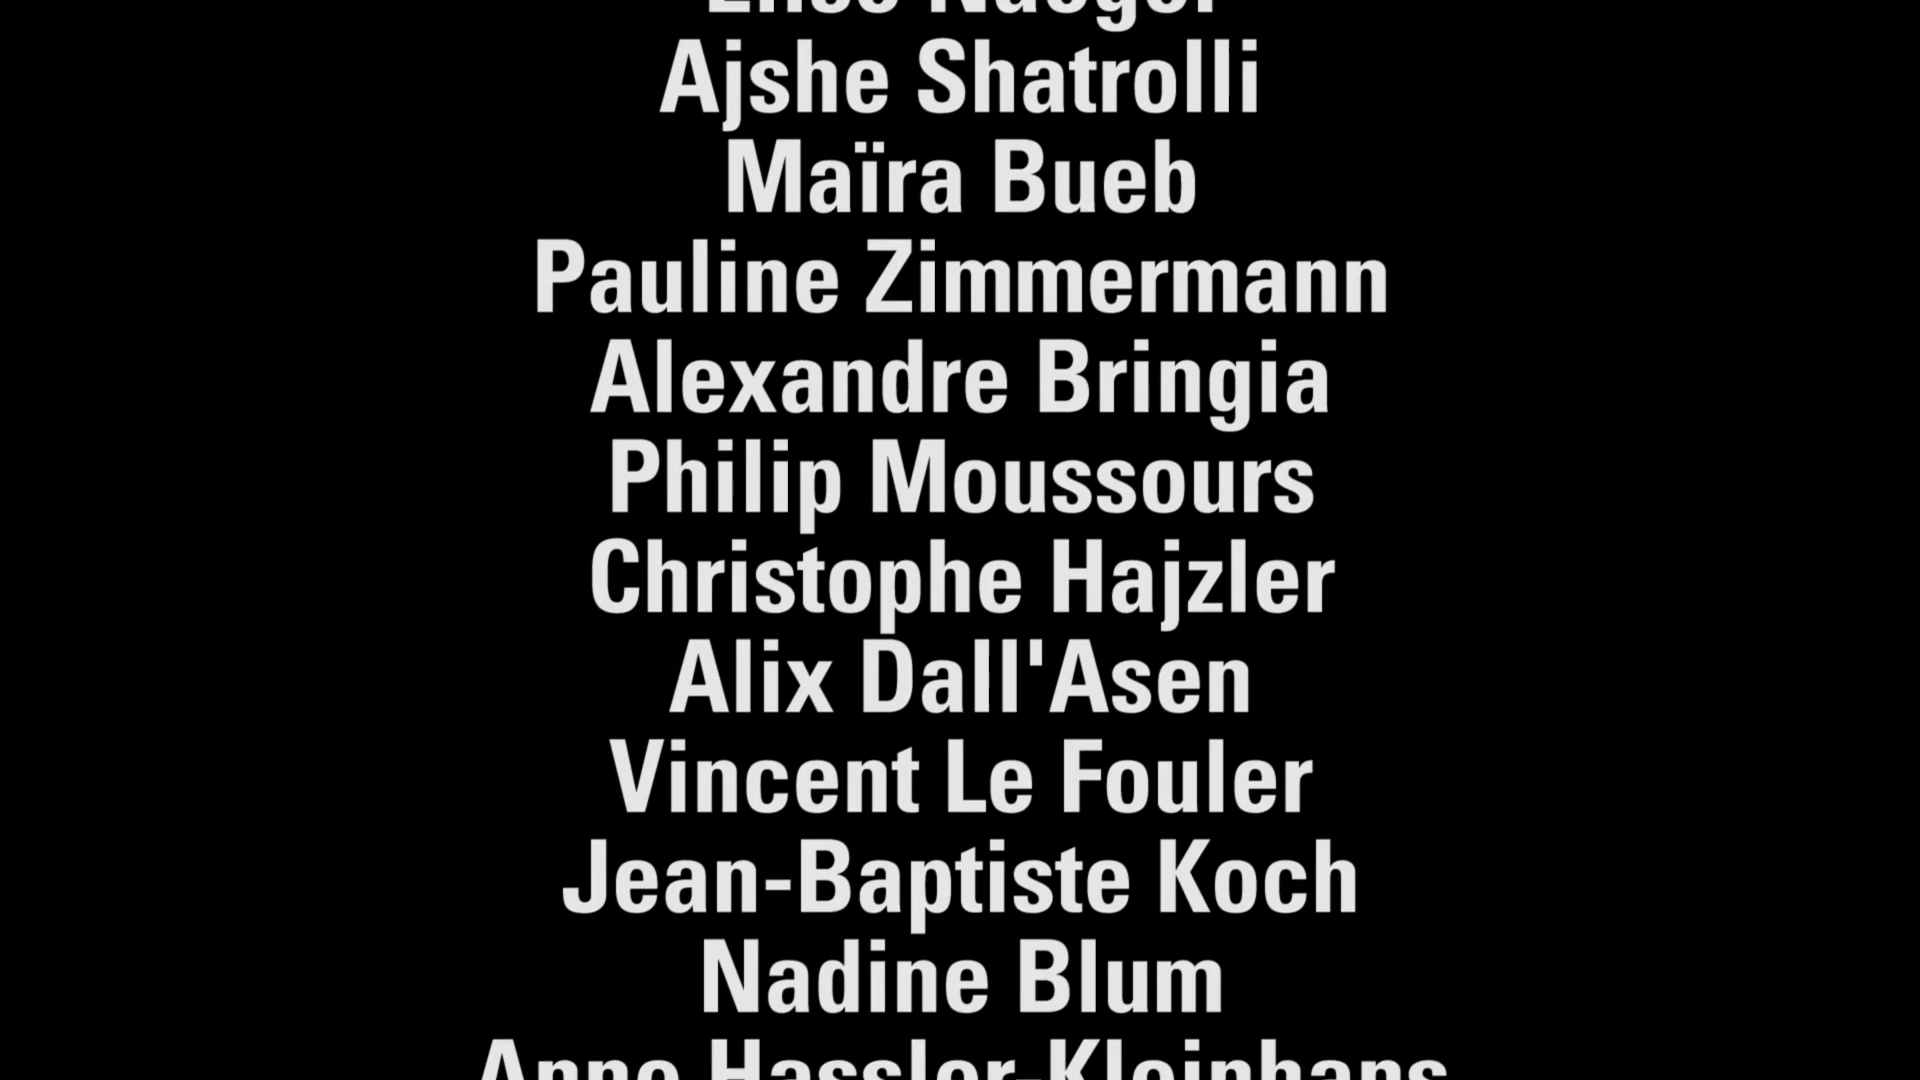 Ajshe Shatrolli
Maïra Bueb
Pauline Zimmermann
Alexandre Bringia
Philip Moussours
Christophe Hajzler
Alix Dall'Asen
Vincent Le Fouler
Jean-Baptiste Koch
Nadine Blum
Anne Hassler-Kleinhans